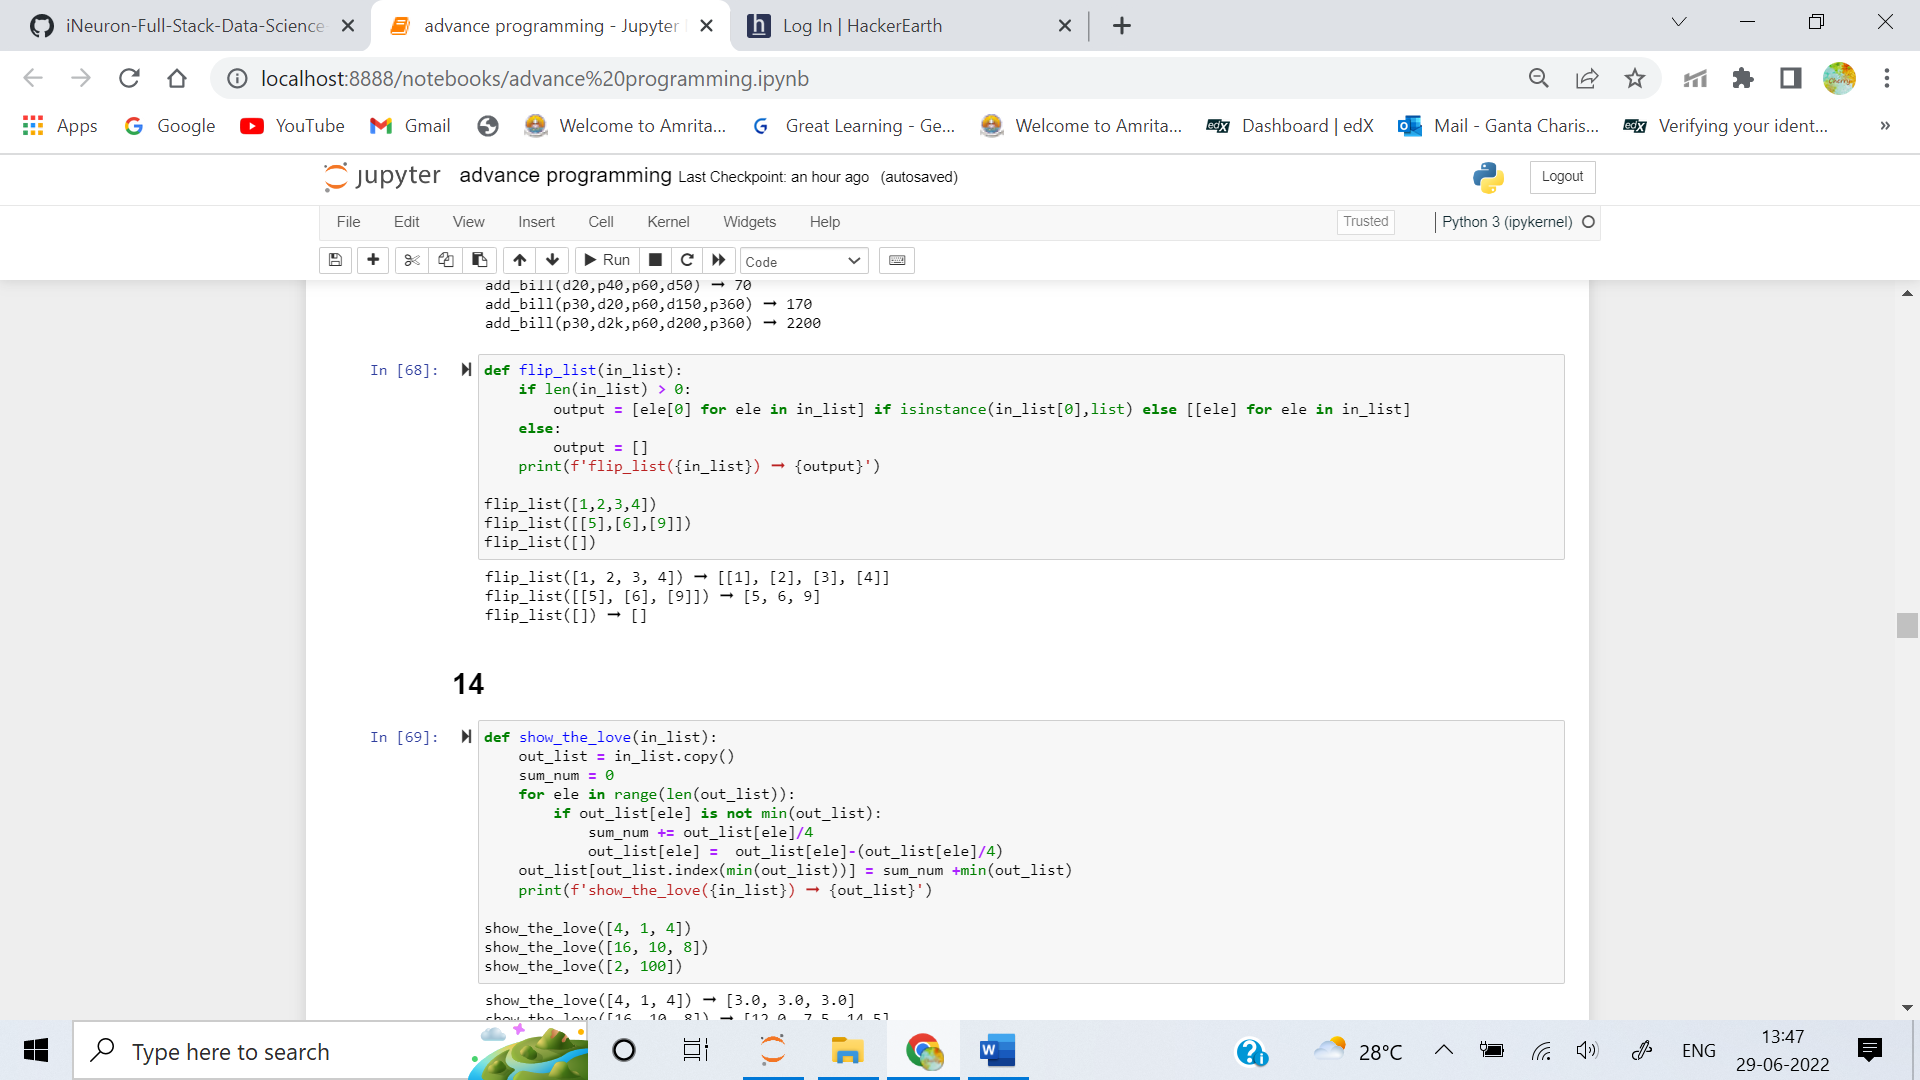 iNeuron-Full-Stack-Data-Science
advance programming - Jupyter
Log In | HackerEarth
localhost:8888/notebooks/advance%20programming.ipynb
Apps Google YouTube Gmail Welcome to Amrita... Great Learning - Ge... Welcome to Amrita... Dashboard | edX Mail - Ganta Charis... Verifying your ident... »
jupyter advance programming Last Checkpoint: an hour ago (autosaved) Logout
File Edit View Insert Cell Kernel Widgets Help Trusted Python 3 (ipykernel)
Run Code
add_bill(d20,p40,p60,d50) ➞ 70
add_bill(p30,d20,p60,d150,p360) ➞ 170
add_bill(p30,d2k,p60,d200,p360) ➞ 2200
In [68]: def flip_list(in_list):
if len(in_list) > 0:
output = [ele[0] for ele in in_list] if isinstance(in_list[0],list) else [[ele] for ele in in_list]
else:
output = []
print(f'flip_list({in_list}) ➞ {output}')
flip_list([1,2,3,4])
flip_list([[5],[6],[9]])
flip_list([])
flip_list([1, 2, 3, 4]) ➞ [[1], [2], [3], [4]]
flip_list([[5], [6], [9]]) ➞ [5, 6, 9]
flip_list([]) ➞ []
14
In [69]: def show_the_love(in_list):
out_list = in_list.copy()
sum_num = 0
for ele in range(len(out_list)):
if out_list[ele] is not min(out_list):
sum_num += out_list[ele]/4
out_list[ele] =  out_list[ele]-(out_list[ele]/4)
out_list[out_list.index(min(out_list))] = sum_num +min(out_list)
print(f'show_the_love({in_list}) ➞ {out_list}')
show_the_love([4, 1, 4])
show_the_love([16, 10, 8])
show_the_love([2, 100])
show_the_love([4, 1, 4]) ➞ [3.0, 3.0, 3.0]
show_the_love([16, 10, 8]) ➞ [12.0, 7.5, 14.5]
Type here to search
28°C ENG
13:47
29-06-2022